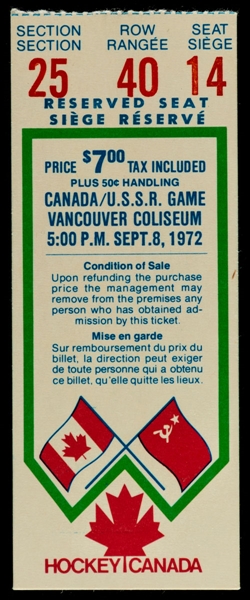 SECTION ROW SEAT
SECTION RANGÉE SIÈGE
25 40 14
RESERVED SEAT
SIÈGE RÉSERVÉ
PRICE $7.00 TAX INCLUDED
PLUS 50¢ HANDLING
CANADA/U.S.S.R. GAME
VANCOUVER COLISEUM
5:00 P.M. SEPT. 8, 1972
Condition of Sale
Upon refunding the purchase
price the management may
remove from the premises any
person who has obtained ad-
mission by this ticket.
Mise en garde
Sur remboursement du prix du
billet, la direction peut exiger
de toute personne qui a obtenu
ce billet, qu'elle quitte les lieux.
HOCKEY CANADA